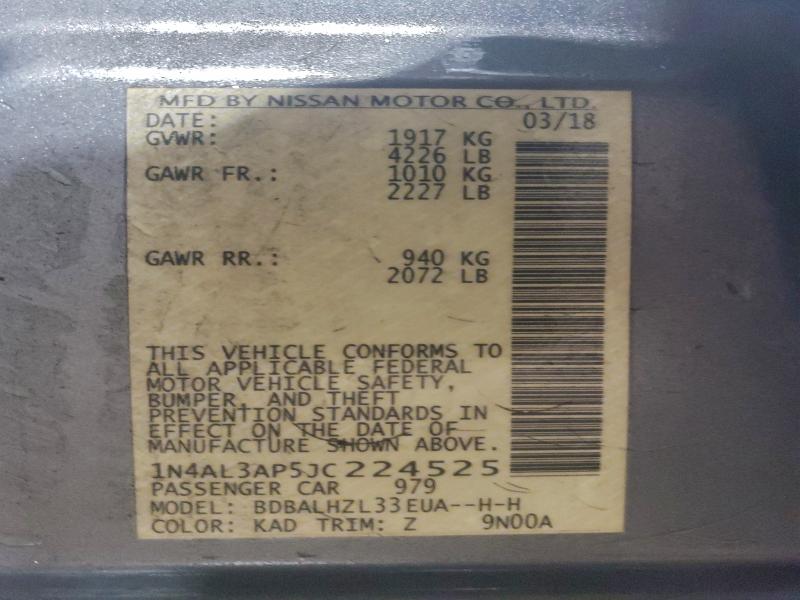 MFD BY NISSAN MOTOR CO., LTD.
DATE: 03/18
GVWR: 1917 KG
4226 LB
GAWR FR.: 1010 KG
2227 LB
GAWR RR.: 940 KG
2072 LB
THIS VEHICLE CONFORMS TO
ALL APPLICABLE FEDERAL
MOTOR VEHICLE SAFETY,
BUMPER, AND THEFT
PREVENTION STANDARDS IN
EFFECT ON THE DATE OF
MANUFACTURE SHOWN ABOVE.
1N4AL3AP5JC224525
PASSENGER CAR 979
MODEL: BDBALHZL33EUA--H-H
COLOR: KAD TRIM: Z 9N00A